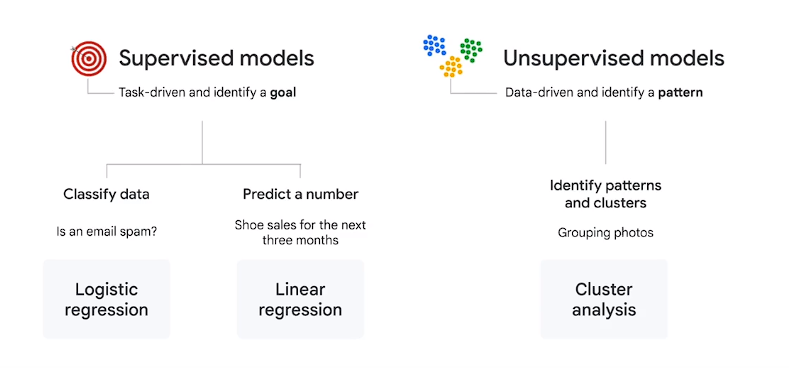 Supervised models
Task-driven and identify a goal
Classify data
Is an email spam?
Logistic
regression
Predict a number
Shoe sales for the next
three months
Linear
regression
Unsupervised models
Data-driven and identify a pattern
Identify patterns
and clusters
Grouping photos
Cluster
analysis